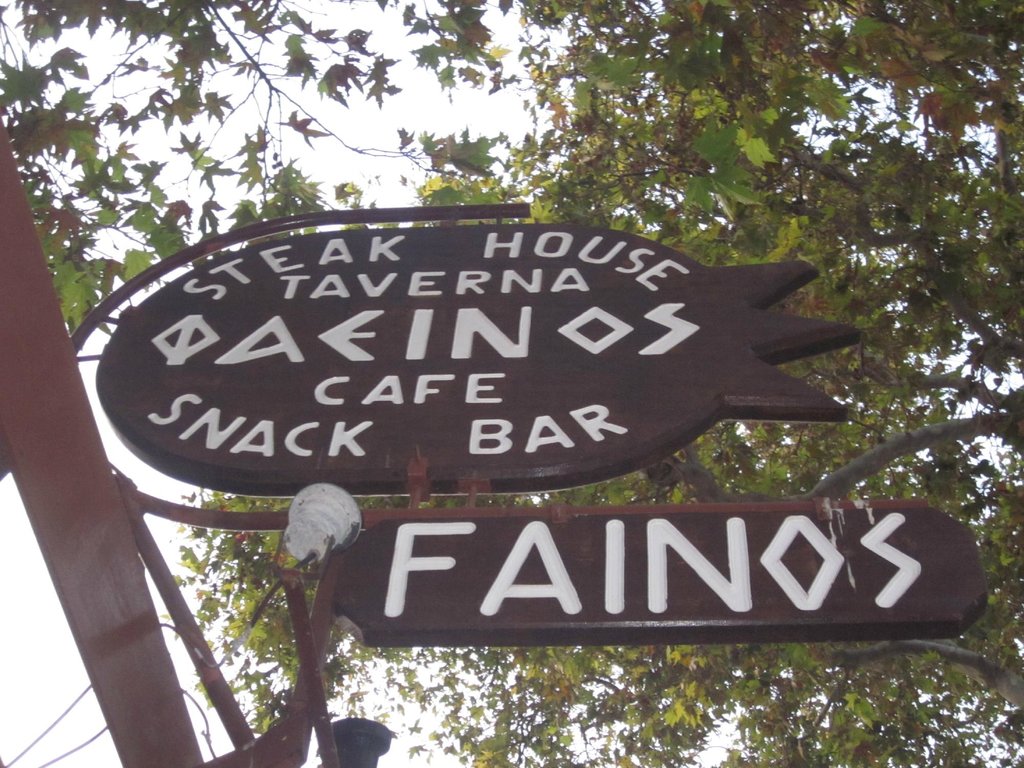 STEAK HOUSE
TAVERNA
ΦΑΕΙΝΟΣ
CAFE
SNACK BAR
FAINOS